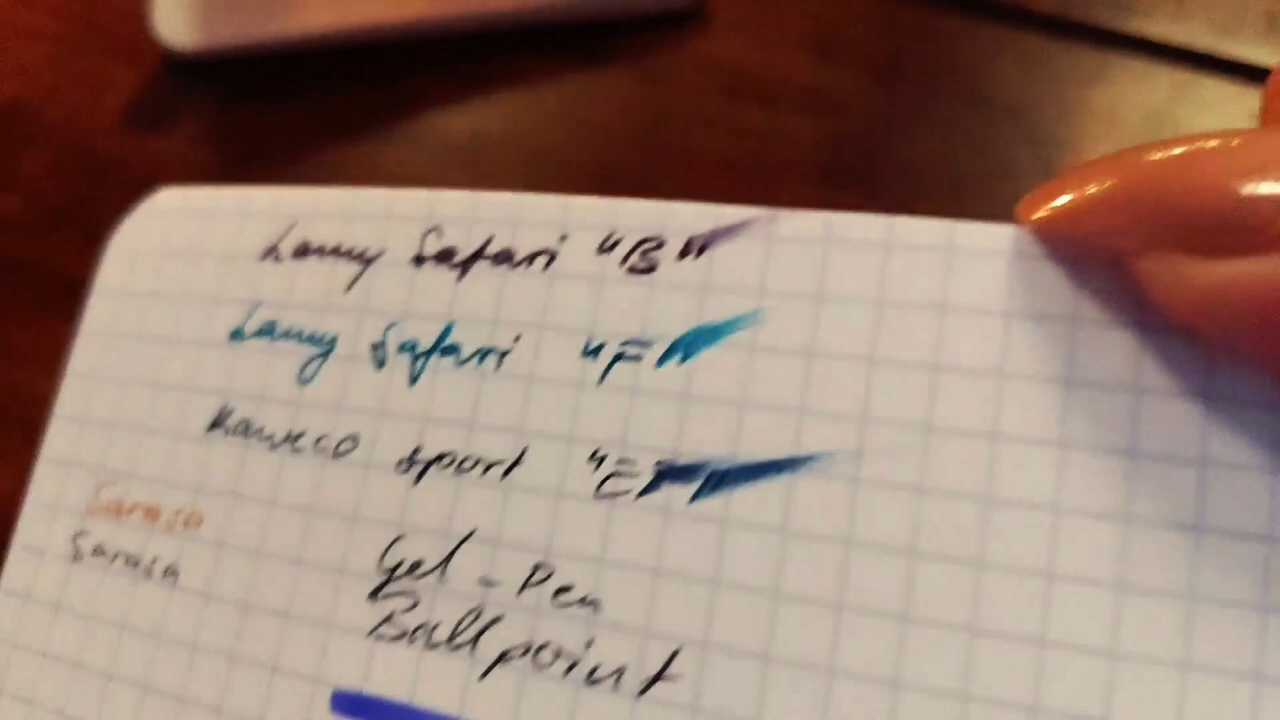 Lamy Safari "B"
Lamy Safari "F"
Kaweco sport "EF"
Sarasa
Sarasa
Gel - Pen
Ballpoint